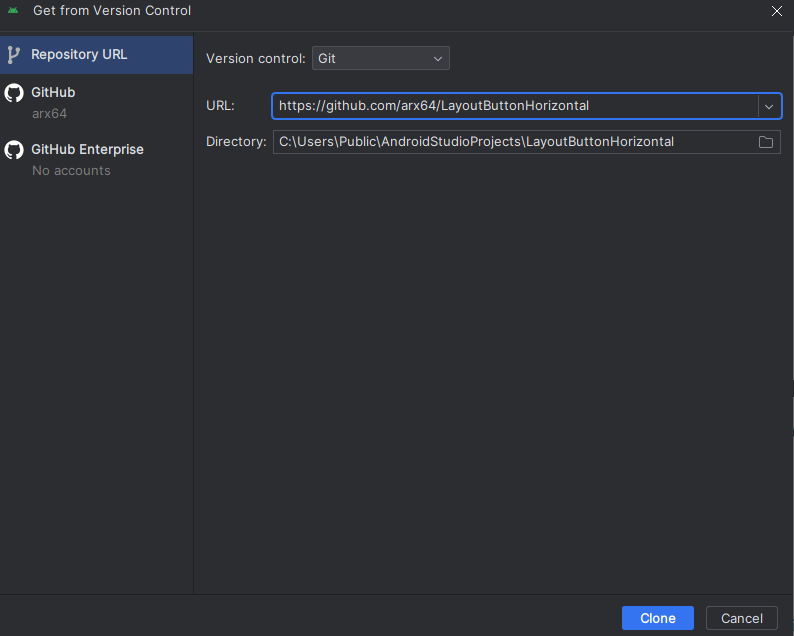 Get from Version Control
Repository URL
GitHub
arx64
GitHub Enterprise
No accounts
Version control: Git
URL: https://github.com/arx64/LayoutButtonHorizontal
Directory: C:\Users\Public\AndroidStudioProjects\LayoutButtonHorizontal
Clone Cancel